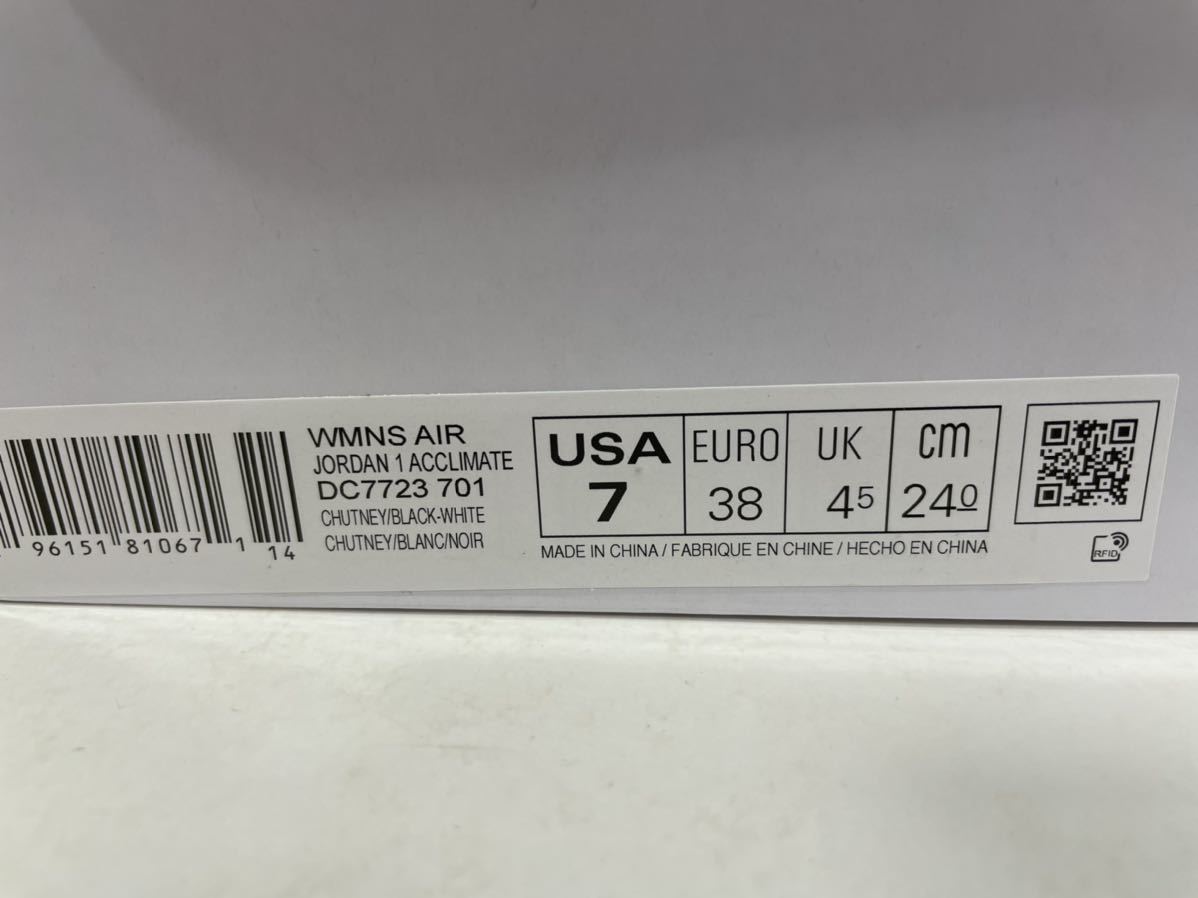 WMNS AIR
JORDAN 1 ACCLIMATE
DC7723 701
CHUTNEY/BLACK-WHITE
CHUTNEY/BLANC/NOIR
96151 81067 1 14
USA EURO UK cm
7 38 4 5 24 0
MADE IN CHINA / FABRIQUE EN CHINE / HECHO EN CHINA
RFID